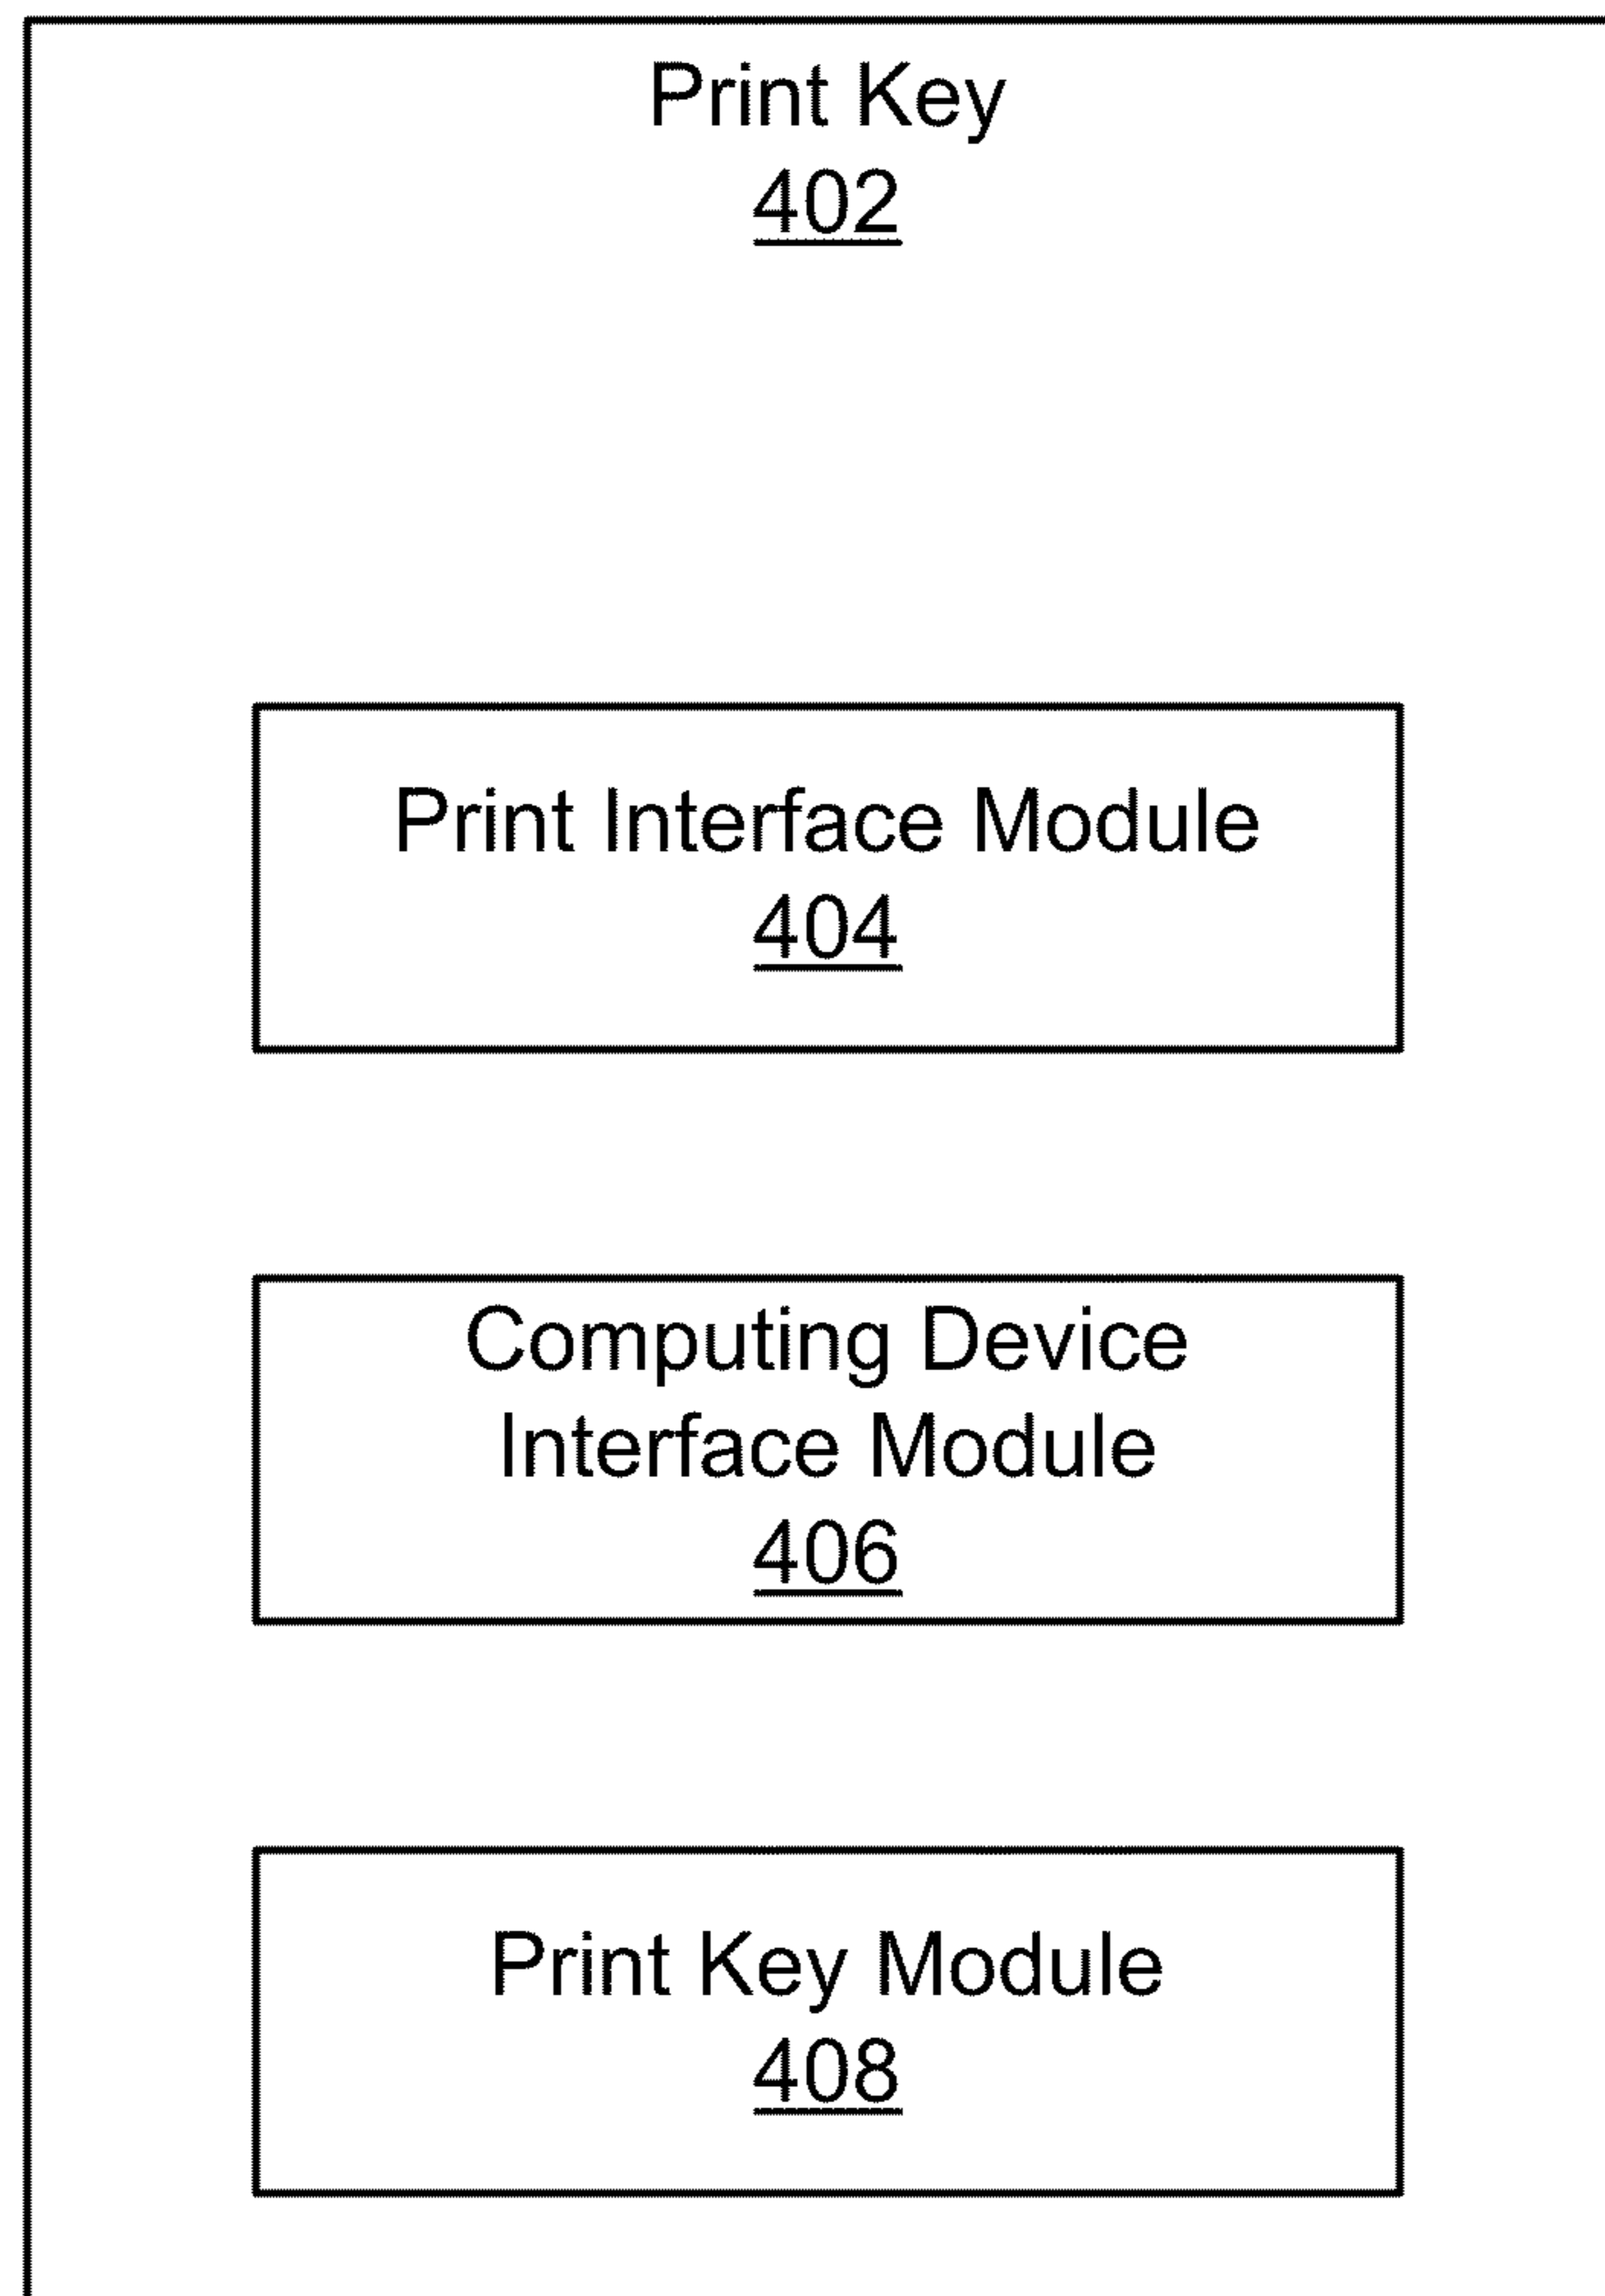 Print Key
402
Print Interface Module
404
Computing Device
Interface Module
406
Print Key Module
408